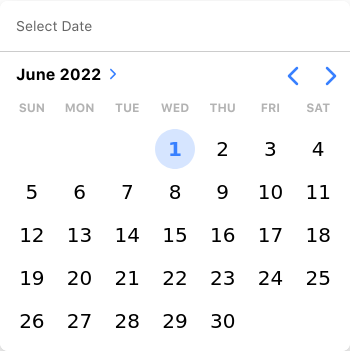 Select Date
June 2022
SUN MON TUE WED THU FRI SAT
1 2 3 4
5 6 7 8 9 10 11
12 13 14 15 16 17 18
19 20 21 22 23 24 25
26 27 28 29 30